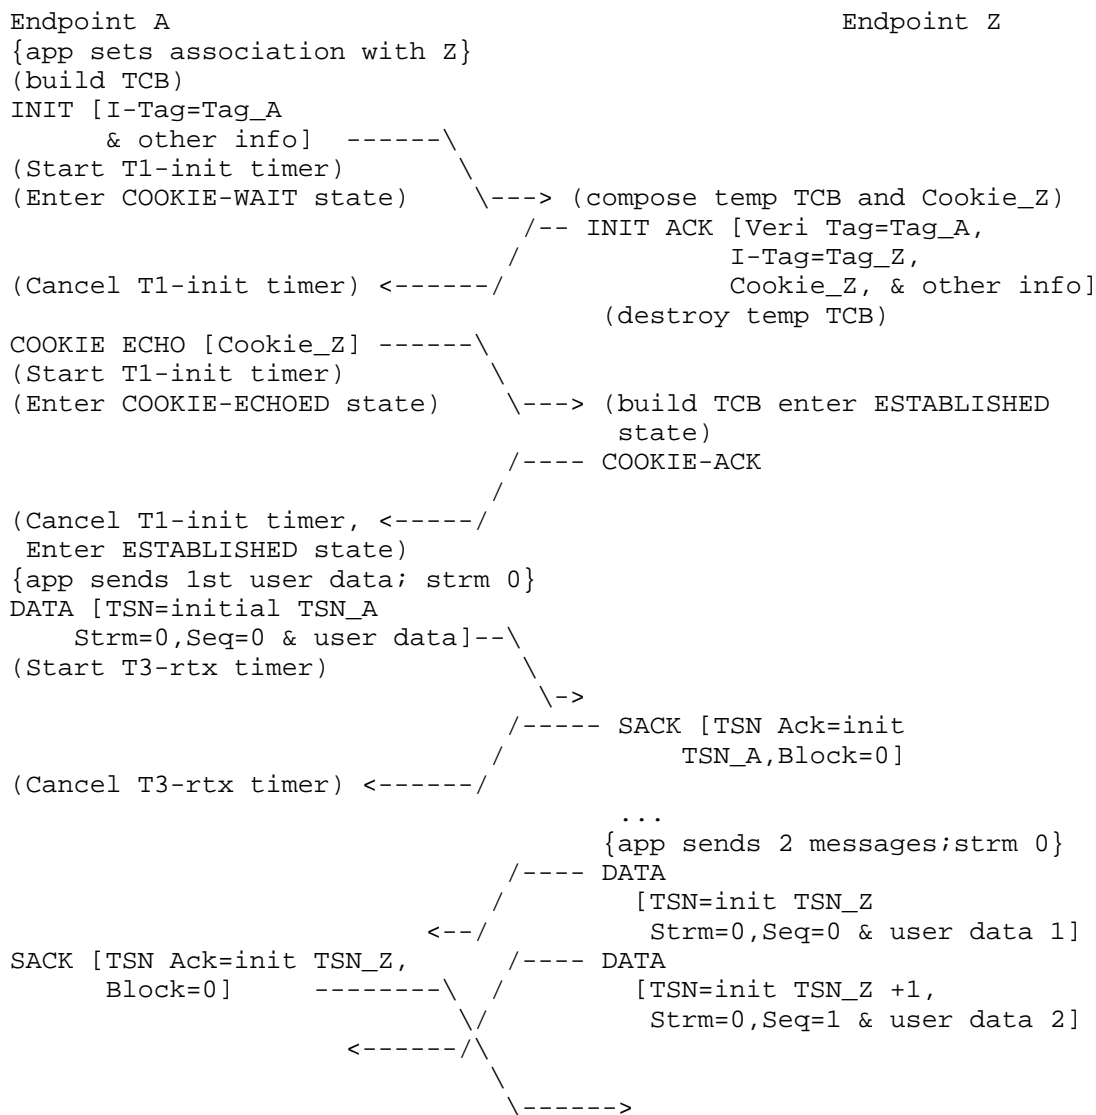 Endpoint A                                          Endpoint Z
{app sets association with Z}
(build TCB)
INIT [I-Tag=Tag_A
      & other info]  ------\
(Start T1-init timer)       \
(Enter COOKIE-WAIT state)    \---> (compose temp TCB and Cookie_Z)
                                /-- INIT ACK [Veri Tag=Tag_A,
                               /             I-Tag=Tag_Z,
(Cancel T1-init timer) <------/              Cookie_Z, & other info]
                                     (destroy temp TCB)
COOKIE ECHO [Cookie_Z] ------\
(Start T1-init timer)         \
(Enter COOKIE-ECHOED state)    \---> (build TCB enter ESTABLISHED
                                      state)
                               /---- COOKIE-ACK
                              /
(Cancel T1-init timer, <-----/
 Enter ESTABLISHED state)
{app sends 1st user data; strm 0}
DATA [TSN=initial TSN_A
    Strm=0,Seq=0 & user data]--\
(Start T3-rtx timer)            \
                                 \->
                               /----- SACK [TSN Ack=init
                              /           TSN_A,Block=0]
(Cancel T3-rtx timer) <------/
                                      ...
                                     {app sends 2 messages;strm 0}
                               /---- DATA
                              /        [TSN=init TSN_Z
                          <--/          Strm=0,Seq=0 & user data 1]
SACK [TSN Ack=init TSN_Z,      /---- DATA
      Block=0]     --------\  /        [TSN=init TSN_Z +1,
                            \/          Strm=0,Seq=1 & user data 2]
                     <------/\
                              \
                               \------>